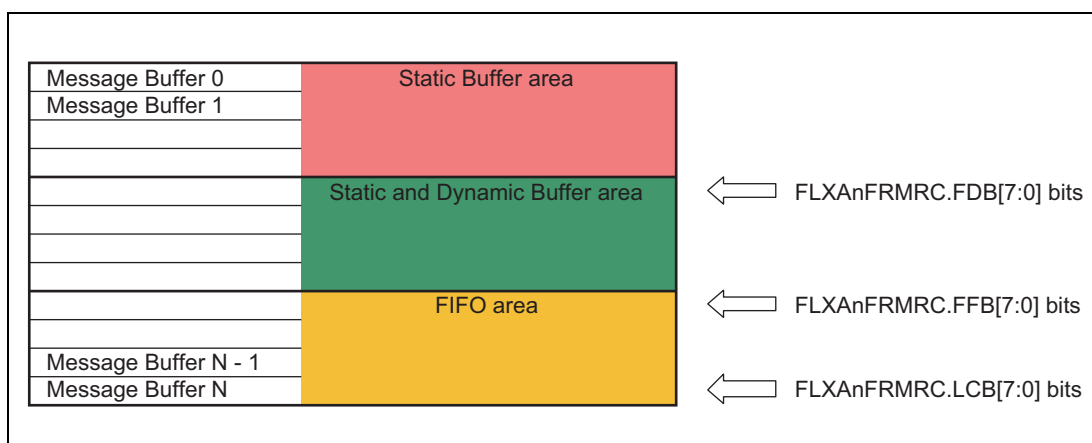 Message Buffer 0 Static Buffer area
Message Buffer 1
Static and Dynamic Buffer area FLXAnFRMRC.FDB[7:0] bits
FIFO area FLXAnFRMRC.FFB[7:0] bits
Message Buffer N - 1
Message Buffer N FLXAnFRMRC.LCB[7:0] bits